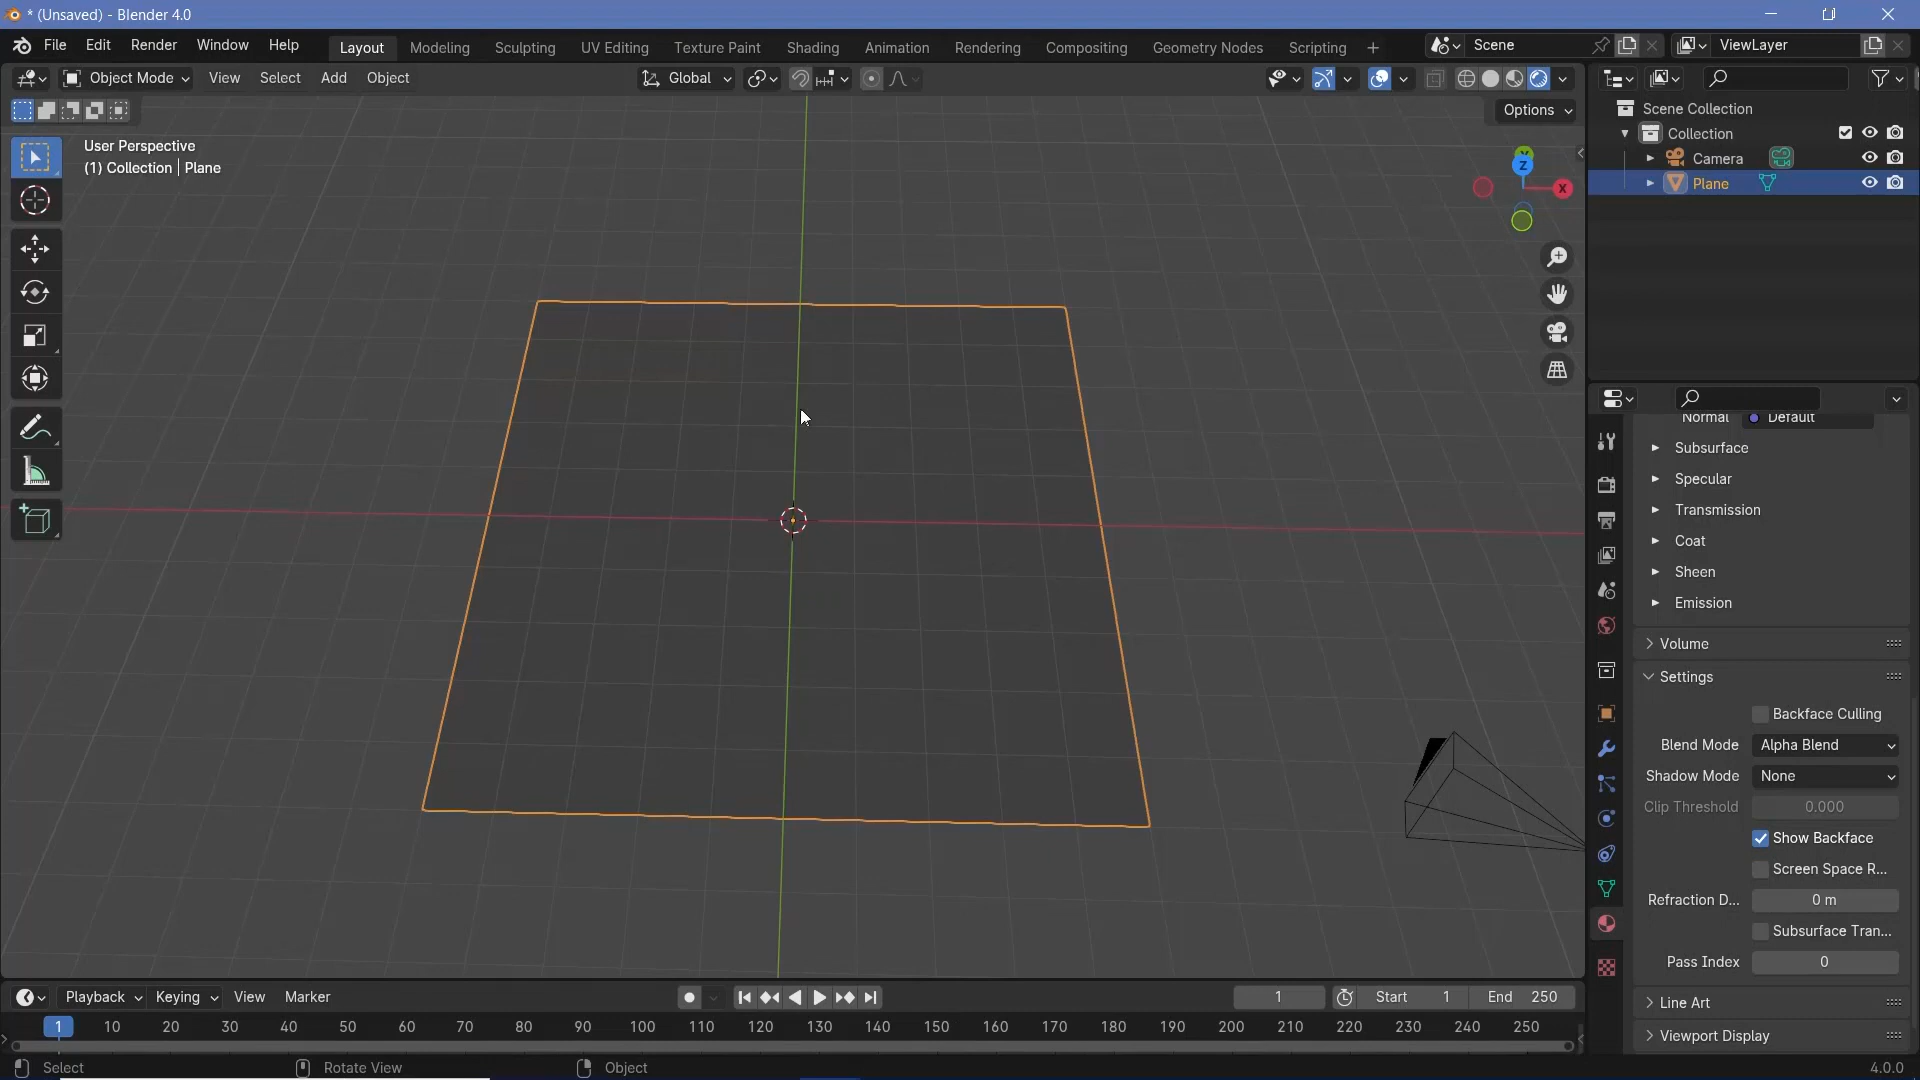 * (Unsaved) - Blender 4.0
File Edit Render Window Help
Layout Modeling Sculpting UV Editing Texture Paint Shading Animation Rendering Compositing Geometry Nodes Scripting +
Scene
ViewLayer
Object Mode View Select Add Object
Global
Options
User Perspective
(1) Collection | Plane
Z
X
Scene Collection
Collection
Camera
Plane
Normal Default
Subsurface
Specular
Transmission
Coat
Sheen
Emission
Volume
Settings
Backface Culling
Blend Mode Alpha Blend
Shadow Mode None
Clip Threshold 0.000
Show Backface
Screen Space R...
Refraction D... 0 m
Subsurface Tran...
Pass Index 0
Line Art
Viewport Display
Playback Keying View Marker
1 Start 1 End 250
1 10 20 30 40 50 60 70 80 90 100 110 120 130 140 150 160 170 180 190 200 210 220 230 240 250
Select Rotate View Object 4.0.0